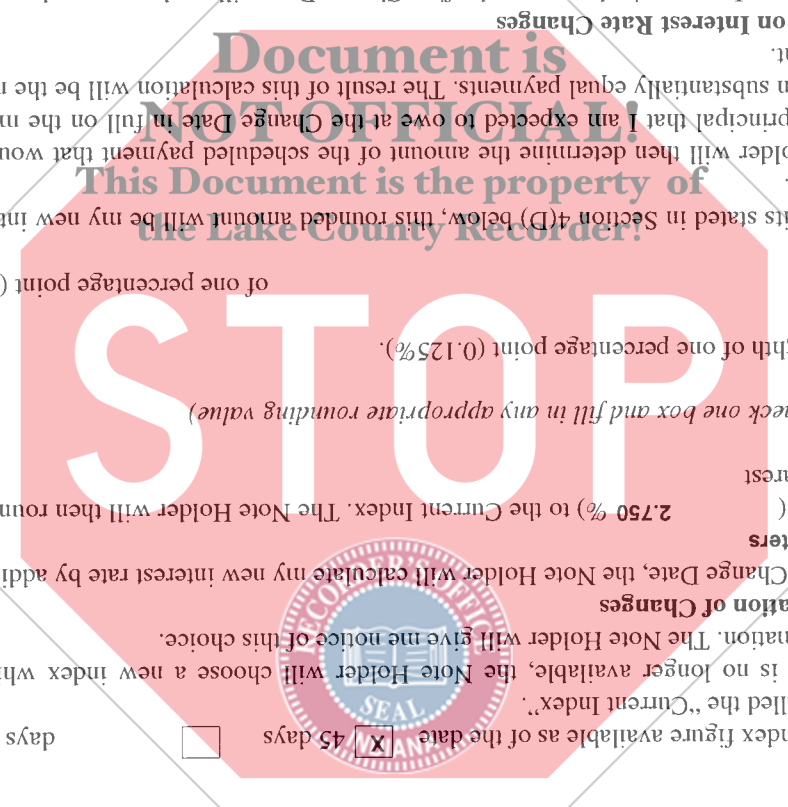 Document is
NOT OFFICIAL!
This Document is the property of
the Lake County Recorder!
STOP
RECORDER'S OFFICE
SEAL
INDIANA
ndex figure available as of the date X 45 days days
lled the "Current Index".
is no longer available, the Note Holder will choose a new index whi
mation. The Note Holder will give me notice of this choice.
ation of Changes
Change Date, the Note Holder will calculate my new interest rate by addi
ters
( 2.750 %) to the Current Index. The Note Holder will then roun
arest
heck one box and fill in any appropriate rounding value)
ghth of one percentage point (0.125%).
of one percentage point (
its stated in Section 4(D) below, this rounded amount will be my new int
.
older will then determine the amount of the scheduled payment that wou
principal that I am expected to owe at the Change Date in full on the m
n substantially equal payments. The result of this calculation will be the n
nt.
on Interest Rate Changes